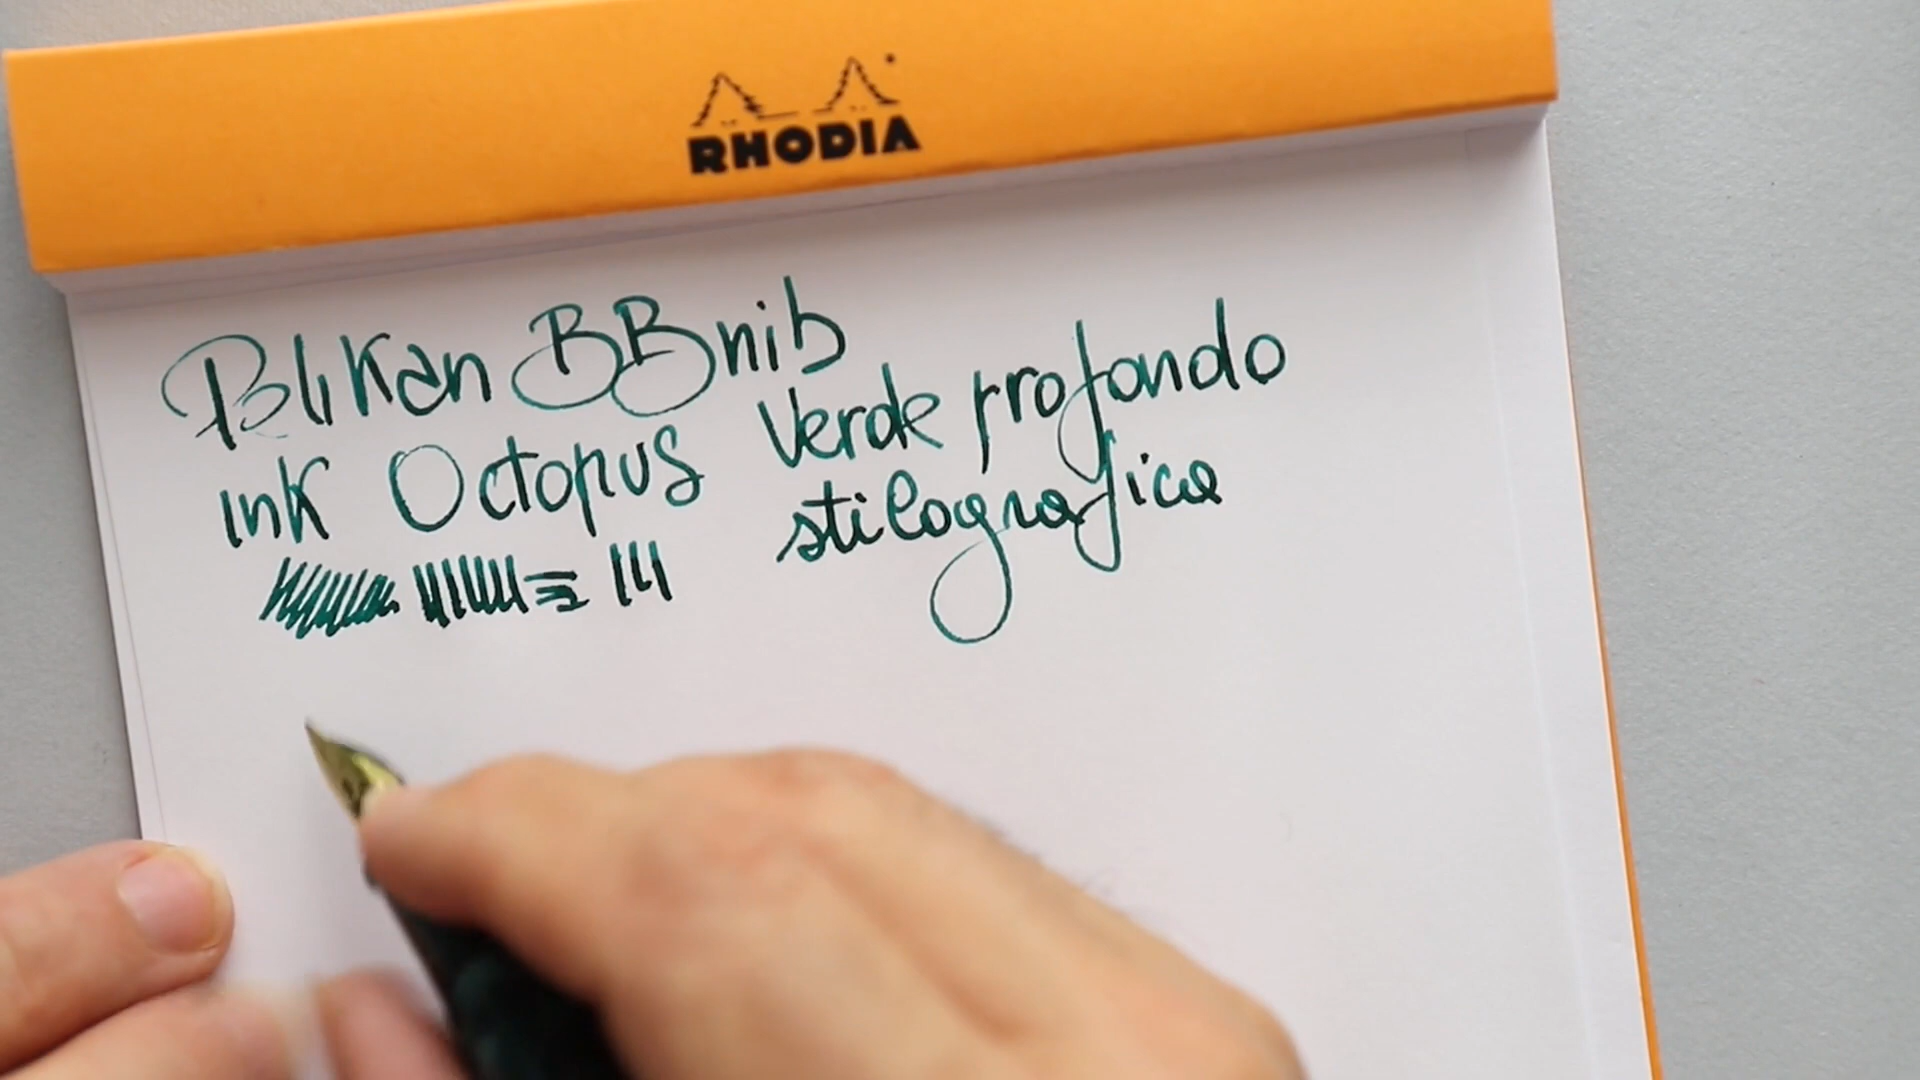 RHODIA
Pelikan BB nib
ink Octopus
Verde profondo
stilografica